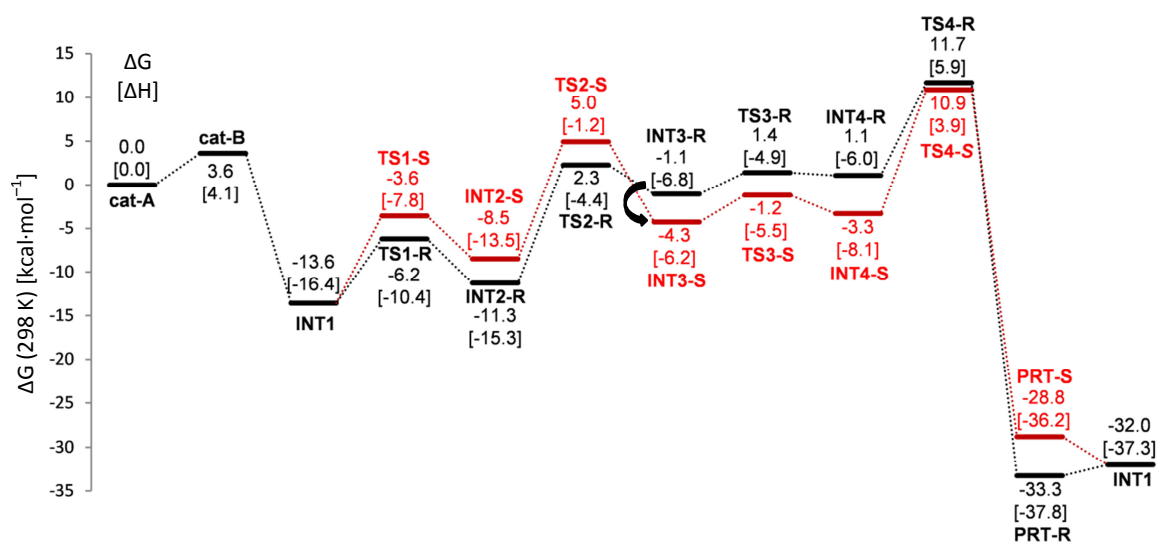 ΔG (298 K) [kcal·mol⁻¹]
15
10
5
0
-5
-10
-15
-20
-25
-30
-35
ΔG
[ΔH]
0.0
[0.0]
cat-A
cat-B
3.6
[4.1]
-13.6
[-16.4]
INT1
TS1-S
-3.6
[-7.8]
TS1-R
-6.2
[-10.4]
INT2-S
-8.5
[-13.5]
INT2-R
-11.3
[-15.3]
TS2-S
5.0
[-1.2]
2.3
[-4.4]
TS2-R
INT3-R
-1.1
[-6.8]
-4.3
[-6.2]
INT3-S
TS3-R
1.4
[-4.9]
-1.2
[-5.5]
TS3-S
INT4-R
1.1
[-6.0]
-3.3
[-8.1]
INT4-S
TS4-R
11.7
[5.9]
10.9
[3.9]
TS4-S
PRT-S
-28.8
[-36.2]
-33.3
[-37.8]
PRT-R
-32.0
[-37.3]
INT1